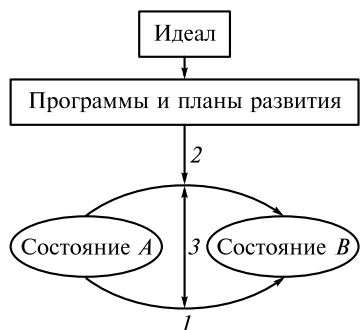 Идеал
Программы и планы развития
2
Состояние A
3
Состояние B
1